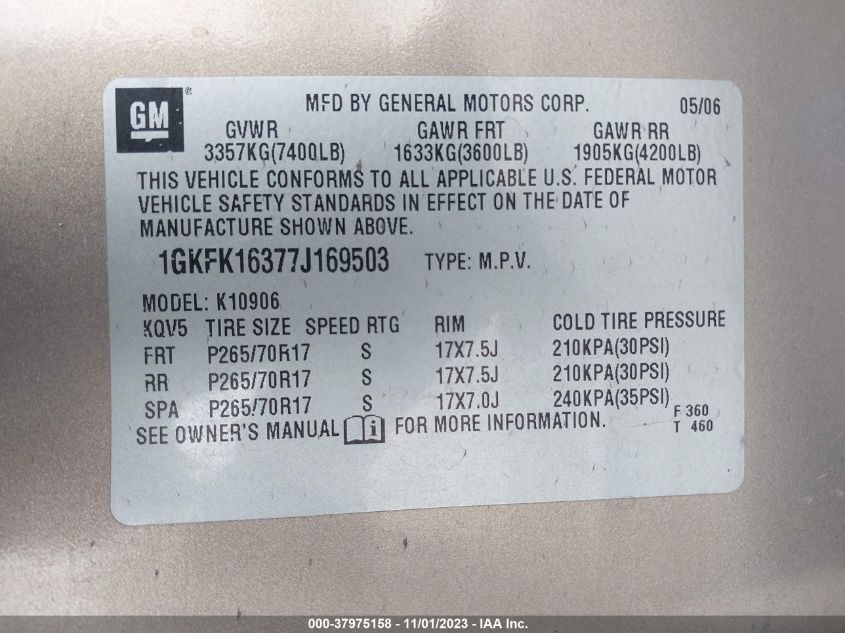 GM ® MFD BY GENERAL MOTORS CORP. 05/06
GVWR GAWR FRT GAWR RR
3357KG(7400LB) 1633KG(3600LB) 1905KG(4200LB)
THIS VEHICLE CONFORMS TO ALL APPLICABLE U.S. FEDERAL MOTOR
VEHICLE SAFETY STANDARDS IN EFFECT ON THE DATE OF
MANUFACTURE SHOWN ABOVE.
1GKFK16377J169503 TYPE: M.P.V.
MODEL: K10906
KQV5 TIRE SIZE SPEED RTG RIM COLD TIRE PRESSURE
FRT P265/70R17 S 17X7.5J 210KPA(30PSI)
RR P265/70R17 S 17X7.5J 210KPA(30PSI)
SPA P265/70R17 S 17X7.0J 240KPA(35PSI)
SEE OWNER'S MANUAL i FOR MORE INFORMATION.
F 360
T 460
000-37975158 - 11/01/2023 - IAA Inc.